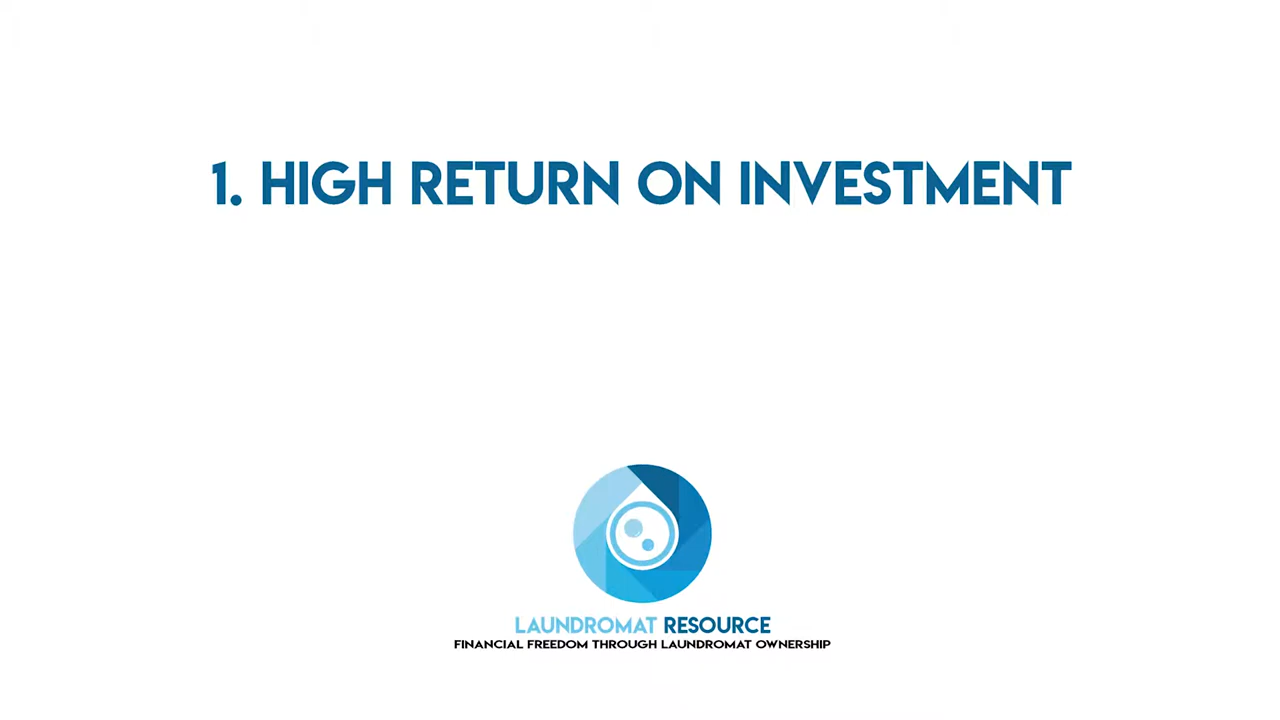 1. HIGH RETURN ON INVESTMENT
LAUNDROMAT RESOURCE
FINANCIAL FREEDOM THROUGH LAUNDROMAT OWNERSHIP